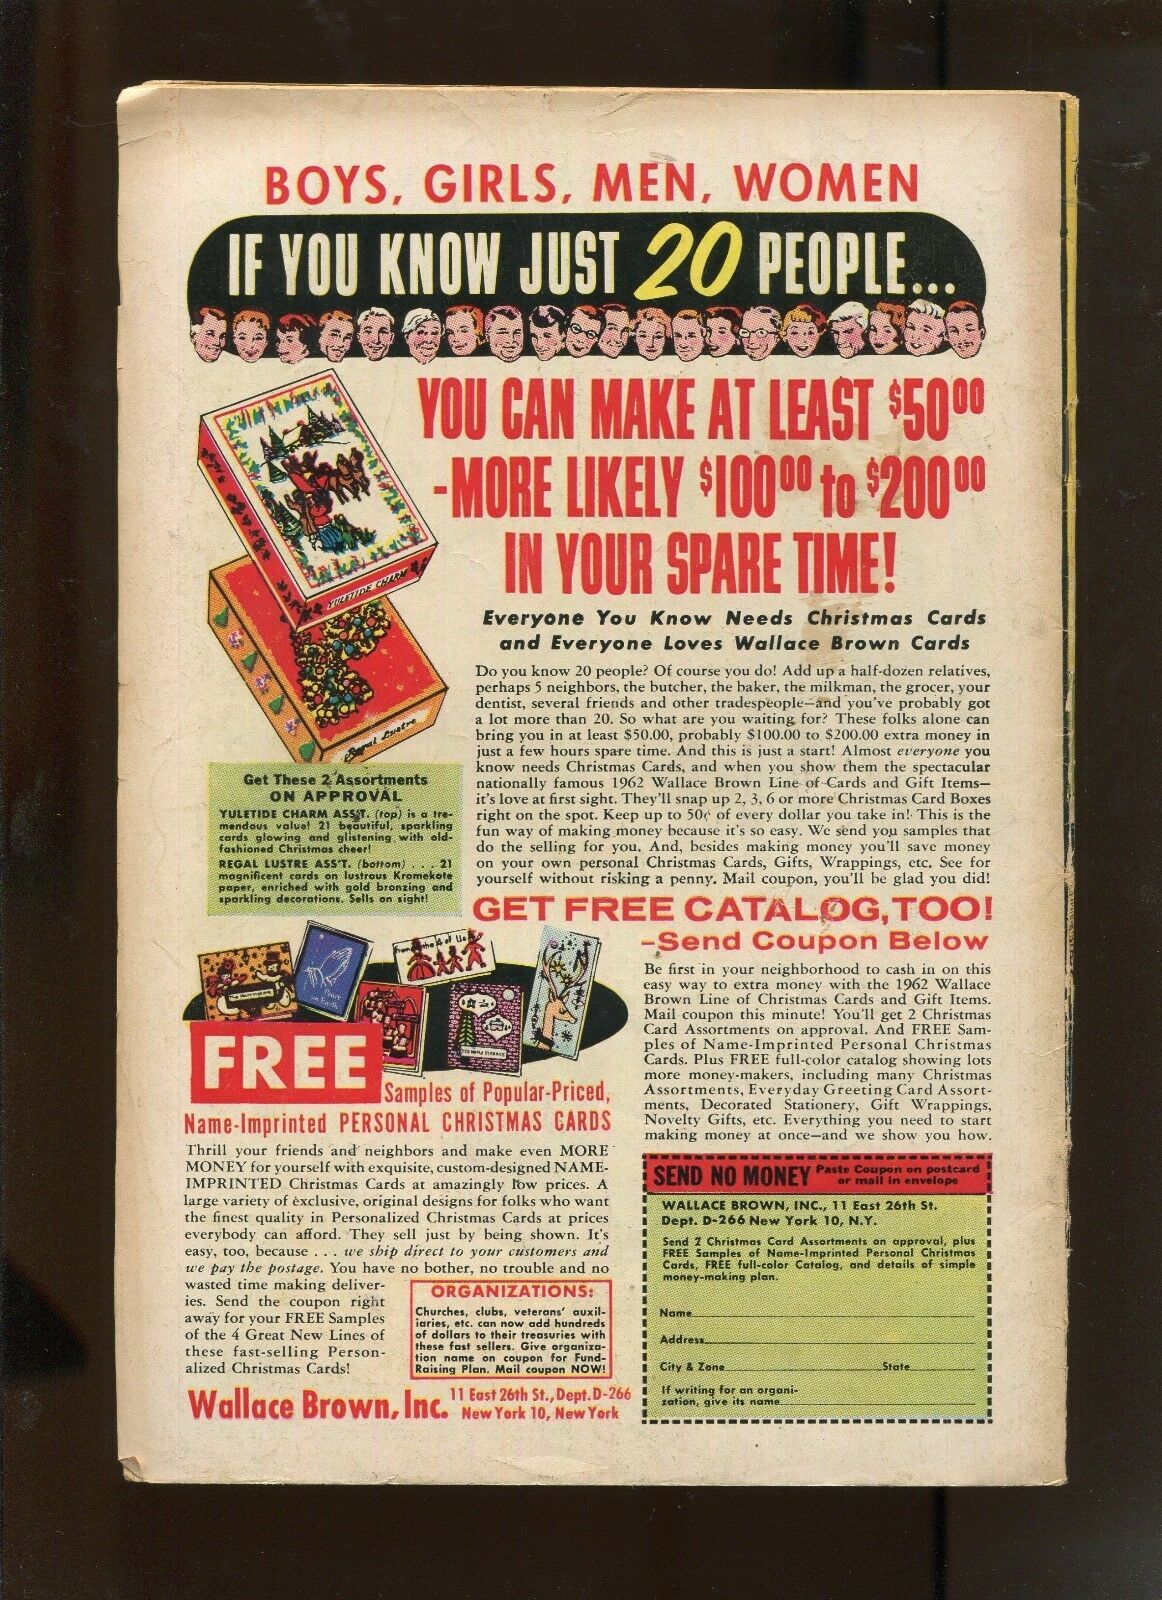 BOYS, GIRLS, MEN, WOMEN
IF YOU KNOW JUST 20 PEOPLE...
YOU CAN MAKE AT LEAST $50.00
-MORE LIKELY $100.00 to $200.00
IN YOUR SPARE TIME!
YULETIDE CHARM
Regal Lustre
Everyone You Know Needs Christmas Cards
and Everyone Loves Wallace Brown Cards
Do you know 20 people? Of course you do! Add up a half-dozen relatives,
perhaps 5 neighbors, the butcher, the baker, the milkman, the grocer, your
dentist, several friends and other tradespeople—and you've probably got
a lot more than 20. So what are you waiting for? These folks alone can
bring you in at least $50.00, probably $100.00 to $200.00 extra money in
just a few hours spare time. And this is just a start! Almost everyone you
know needs Christmas Cards, and when you show them the spectacular
nationally famous 1962 Wallace Brown Line of Cards and Gift Items—
it's love at first sight. They'll snap up 2, 3, 6 or more Christmas Card Boxes
right on the spot. Keep up to 50¢ of every dollar you take in! This is the
fun way of making money because it's so easy. We send you samples that
do the selling for you. And, besides making money you'll save money
on your own personal Christmas Cards, Gifts, Wrappings, etc. See for
yourself without risking a penny. Mail coupon, you'll be glad you did!
Get These 2 Assortments
ON APPROVAL
YULETIDE CHARM ASS'T. (top) is a tre-
mendous value! 21 beautiful, sparkling
cards glowing and glistening with old-
fashioned Christmas cheer!
REGAL LUSTRE ASS'T. (bottom) . . . 21
magnificent cards on lustrous Kromekote
paper, enriched with gold bronzing and
sparkling decorations. Sells on sight!
GET FREE CATALOG, TOO!
—Send Coupon Below
Be first in your neighborhood to cash in on this
easy way to extra money with the 1962 Wallace
Brown Line of Christmas Cards and Gift Items.
Mail coupon this minute! You'll get 2 Christmas
Card Assortments on approval. And FREE Sam-
ples of Name-Imprinted Personal Christmas
Cards. Plus FREE full-color catalog showing lots
more money-makers, including many Christmas
Assortments, Everyday Greeting Card Assort-
ments, Decorated Stationery, Gift Wrappings,
Novelty Gifts, etc. Everything you need to start
making money at once—and we show you how.
The Harringtons
Peace on Earth
From the 4 of Us
FREE
Samples of Popular-Priced,
Name-Imprinted PERSONAL CHRISTMAS CARDS
Thrill your friends and neighbors and make even MORE
MONEY for yourself with exquisite, custom-designed NAME-
IMPRINTED Christmas Cards at amazingly low prices. A
large variety of exclusive, original designs for folks who want
the finest quality in Personalized Christmas Cards at prices
everybody can afford. They sell just by being shown. It's
easy, too, because . . . we ship direct to your customers and
we pay the postage. You have no bother, no trouble and no
wasted time making deliver-
ies. Send the coupon right
away for your FREE Samples
of the 4 Great New Lines of
these fast-selling Person-
alized Christmas Cards!
ORGANIZATIONS:
Churches, clubs, veterans' auxil-
iaries, etc. can now add hundreds
of dollars to their treasuries with
these fast sellers. Give organiza-
tion name on coupon for Fund-
Raising Plan. Mail coupon NOW!
Wallace Brown, Inc. 11 East 26th St., Dept. D-266
New York 10, New York
SEND NO MONEY Paste Coupon on postcard
or mail in envelope
WALLACE BROWN, INC., 11 East 26th St.
Dept. D-266 New York 10, N.Y.
Send 2 Christmas Card Assortments on approval, plus
FREE Samples of Name-Imprinted Personal Christmas
Cards, FREE full-color Catalog, and details of simple
money-making plan.
Name
Address
City & Zone State
If writing for an organi-
zation, give its name